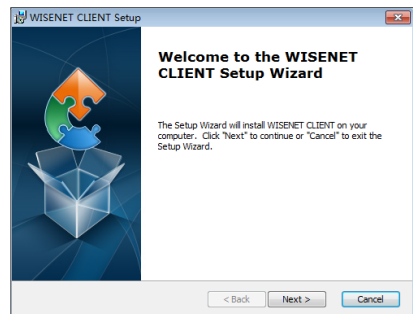 WISENET CLIENT Setup
Welcome to the WISENET
CLIENT Setup Wizard
The Setup Wizard will install WISENET CLIENT on your
computer. Click "Next" to continue or "Cancel" to exit the
Setup Wizard.
< Back Next > Cancel